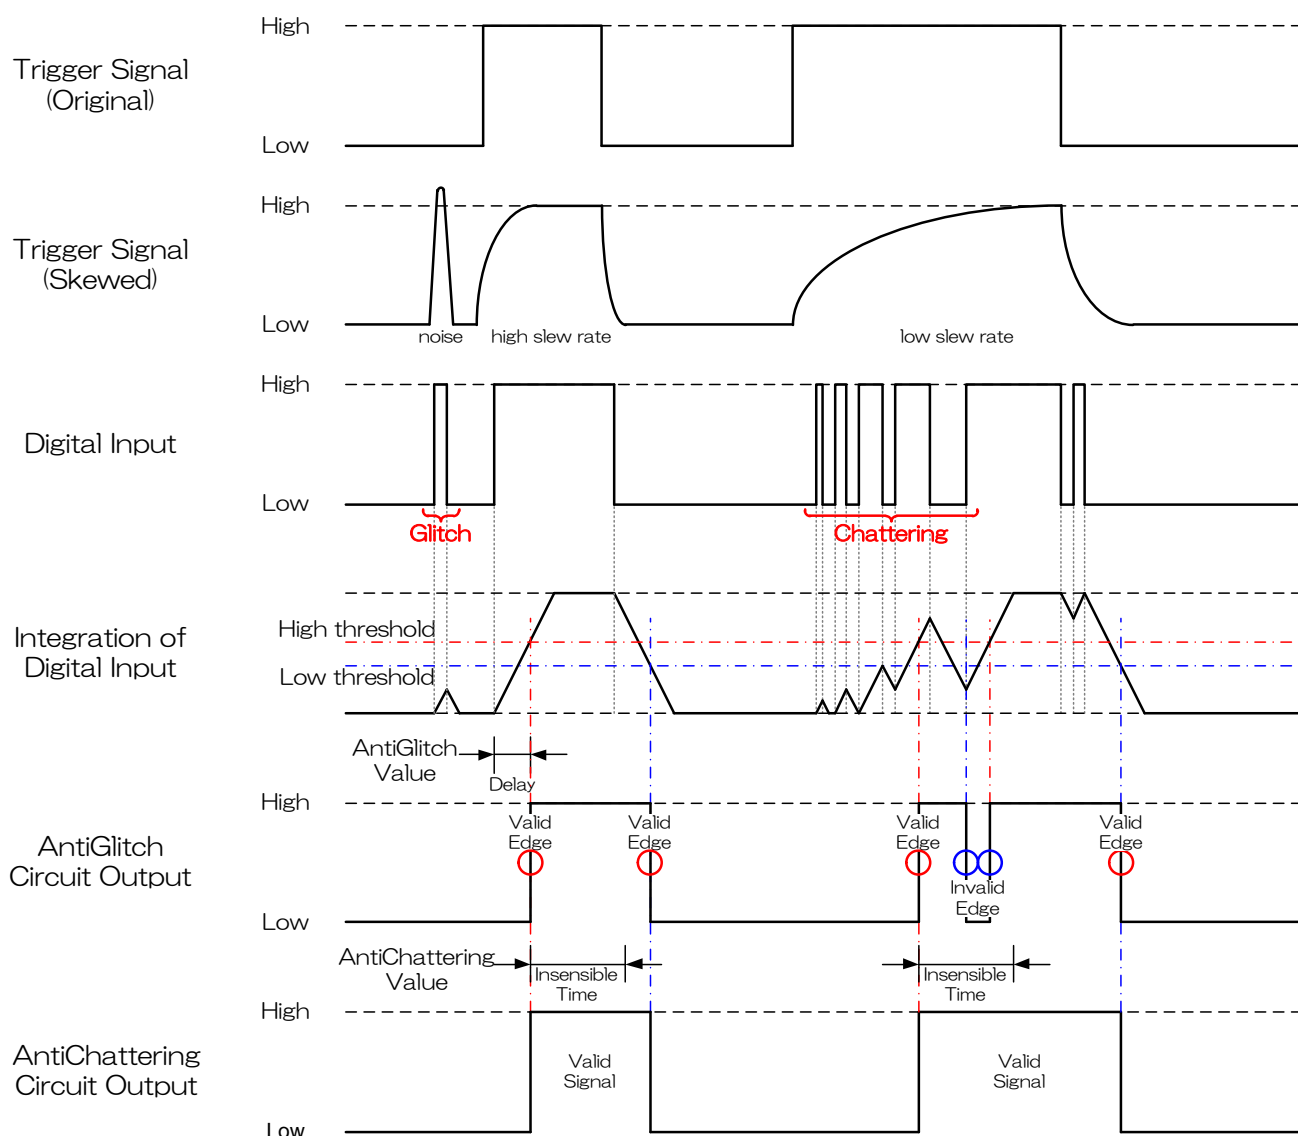 High
Trigger Signal
(Original)
Low
High
Trigger Signal
(Skewed)
Low
noise
high slew rate
low slew rate
High
Digital Input
Low
Glitch
Chattering
High threshold
Integration of
Digital Input
Low threshold
AntiGlitch
Value
Delay
High
Valid
Edge
Valid
Edge
Valid
Edge
Valid
Edge
AntiGlitch
Circuit Output
Invalid
Edge
Low
AntiChattering
Value
Insensible
Time
Insensible
Time
High
AntiChattering
Circuit Output
Valid
Signal
Valid
Signal
Low